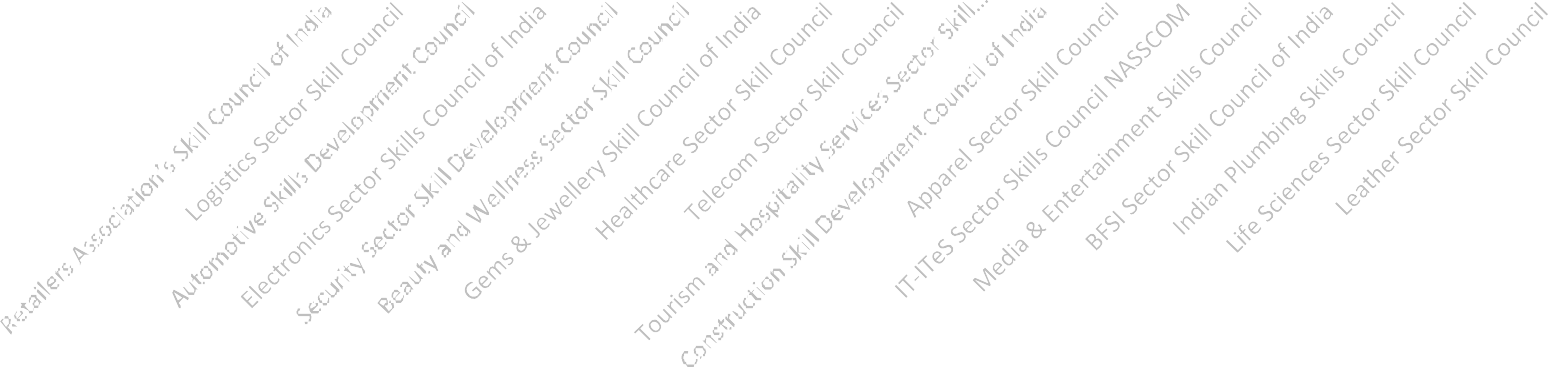 Retailers Association's Skill Council of India
Logistics Sector Skill Council
Automotive Skills Development Council
Electronics Sector Skills Council of India
Security Sector Skill Development Council
Beauty and Wellness Sector Skill Council
Gems & Jewellery Skill Council of India
Healthcare Sector Skill Council
Telecom Sector Skill Council
Tourism and Hospitality Services Sector Skill...
Construction Skill Development Council of India
Apparel Sector Skill Council
IT-ITeS Sector Skills Council NASSCOM
Media & Entertainment Skills Council
BFSI Sector Skill Council of India
Indian Plumbing Skills Council
Life Sciences Sector Skill Council
Leather Sector Skill Council